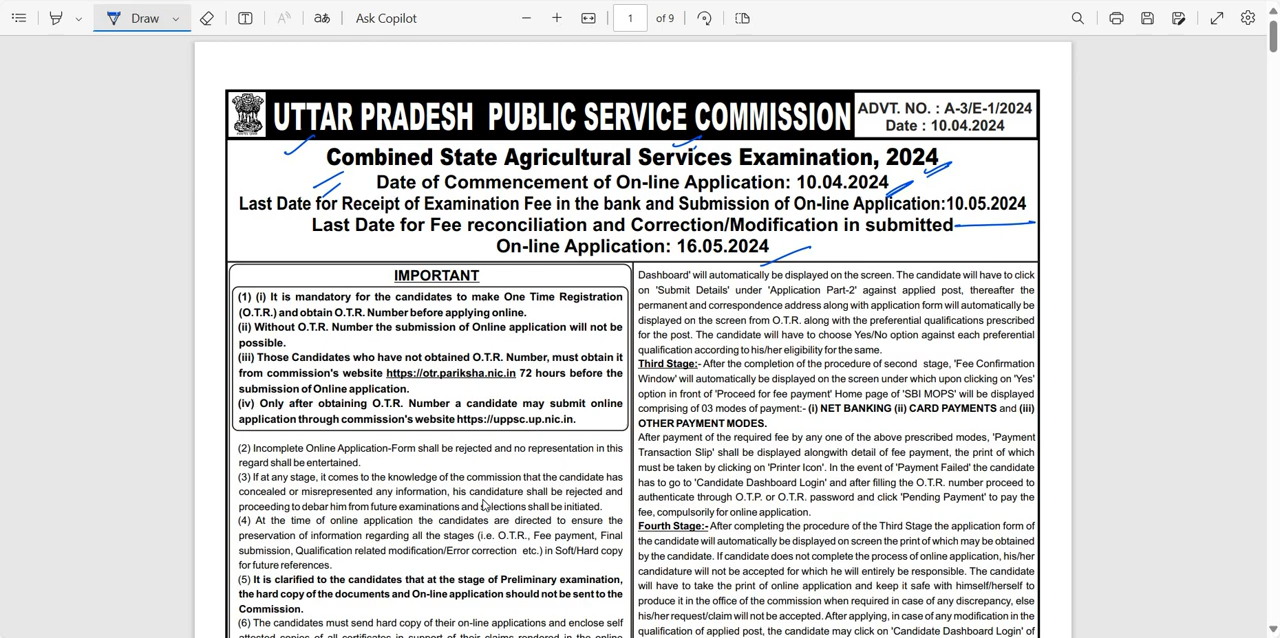 Draw
Ask Copilot
1
of 9
UTTAR PRADESH PUBLIC SERVICE COMMISSION
ADVT. NO. : A-3/E-1/2024
Date : 10.04.2024
Combined State Agricultural Services Examination, 2024
Date of Commencement of On-line Application: 10.04.2024
Last Date for Receipt of Examination Fee in the bank and Submission of On-line Application:10.05.2024
Last Date for Fee reconciliation and Correction/Modification in submitted
On-line Application: 16.05.2024
IMPORTANT
(1) (i) It is mandatory for the candidates to make One Time Registration
(O.T.R.) and obtain O.T.R. Number before applying online.
(ii) Without O.T.R. Number the submission of Online application will not be
possible.
(iii) Those Candidates who have not obtained O.T.R. Number, must obtain it
from commission's website https://otr.pariksha.nic.in 72 hours before the
submission of Online application.
(iv) Only after obtaining O.T.R. Number a candidate may submit online
application through commission's website https://uppsc.up.nic.in.
(2) Incomplete Online Application-Form shall be rejected and no representation in this
regard shall be entertained.
(3) If at any stage, it comes to the knowledge of the commission that the candidate has
concealed or misrepresented any information, his candidature shall be rejected and
proceeding to debar him from future examinations and selections shall be initiated.
(4) At the time of online application the candidates are directed to ensure the
preservation of information regarding all the stages (i.e. O.T.R., Fee payment, Final
submission, Qualification related modification/Error correction etc.) in Soft/Hard copy
for future references.
(5) It is clarified to the candidates that at the stage of Preliminary examination,
the hard copy of the documents and On-line application should not be sent to the
Commission.
(6) The candidates must send hard copy of their on-line applications and enclose self
attested copies of all certificates in support of their claims rendered in the online
Dashboard' will automatically be displayed on the screen. The candidate will have to click
on 'Submit Details' under 'Application Part-2' against applied post, thereafter the
permanent and correspondence address along with application form will automatically be
displayed on the screen from O.T.R. along with the preferential qualifications prescribed
for the post. The candidate will have to choose Yes/No option against each preferential
qualification according to his/her eligibility for the same.
Third Stage:- After the completion of the procedure of second stage, 'Fee Confirmation
Window' will automatically be displayed on the screen under which upon clicking on 'Yes'
option in front of 'Proceed for fee payment' Home page of 'SBI MOPS' will be displayed
comprising of 03 modes of payment:- (i) NET BANKING (ii) CARD PAYMENTS and (iii)
OTHER PAYMENT MODES.
After payment of the required fee by any one of the above prescribed modes, 'Payment
Transaction Slip' shall be displayed alongwith detail of fee payment, the print of which
must be taken by clicking on 'Printer Icon'. In the event of 'Payment Failed' the candidate
has to go to 'Candidate Dashboard Login' and after filling the O.T.R. number proceed to
authenticate through O.T.P. or O.T.R. password and click 'Pending Payment' to pay the
fee, compulsorily for online application.
Fourth Stage:- After completing the procedure of the Third Stage the application form of
the candidate will automatically be displayed on screen the print of which may be obtained
by the candidate. If candidate does not complete the process of online application, his/her
candidature will not be accepted for which he will entirely be responsible. The candidate
will have to take the print of online application and keep it safe with himself/herself to
produce it in the office of the commission when required in case of any discrepancy, else
his/her request/claim will not be accepted. After applying, in case of any modification in the
qualification of applied post, the candidate may click on 'Candidate Dashboard Login' of